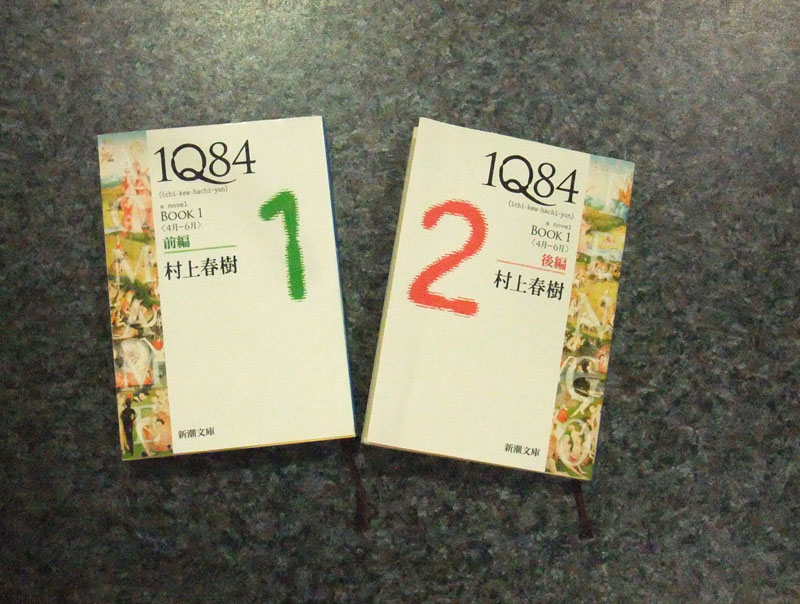 1Q84
(ichi-kew-hachi-yon)
a novel
BOOK 1
〈4月-6月〉
前編
村上春樹
1
新潮文庫
1Q84
(ichi-kew-hachi-yon)
a novel
BOOK 1
〈4月-6月〉
後編
村上春樹
2
新潮文庫